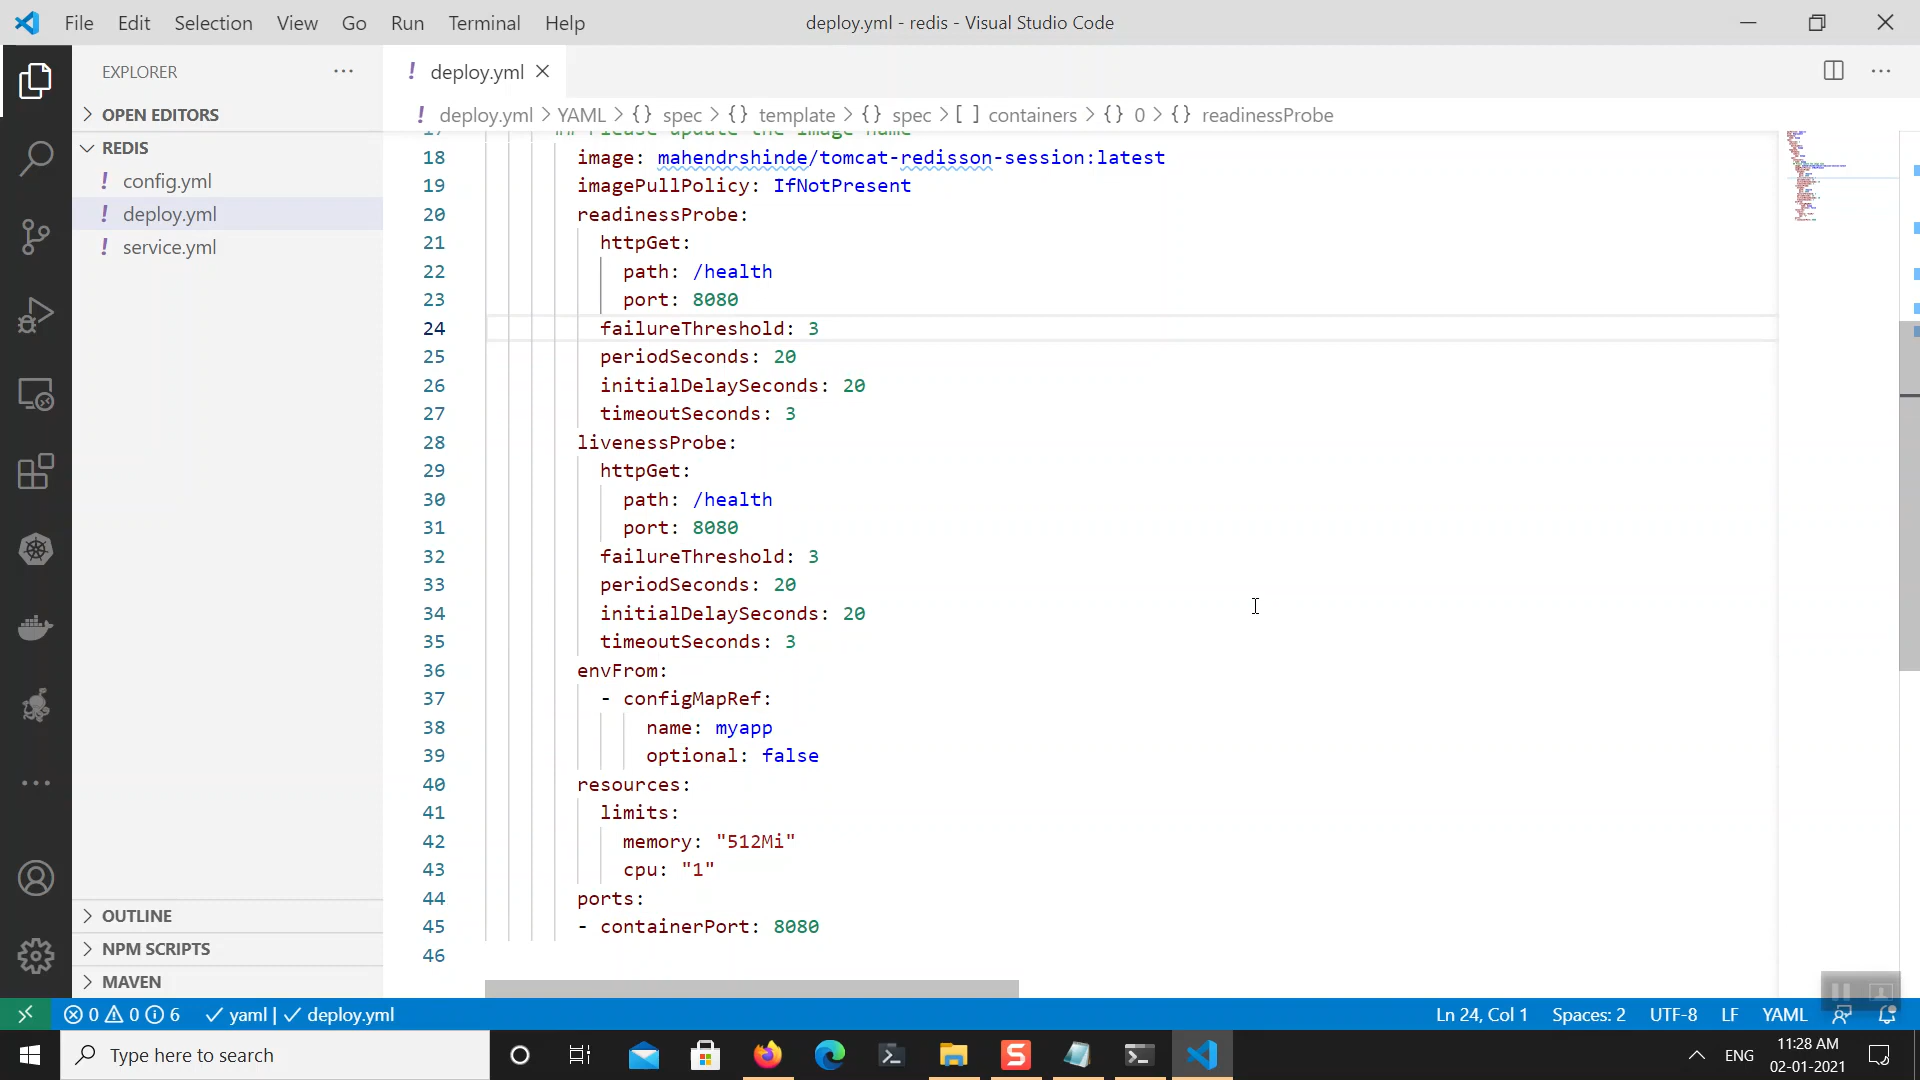 File Edit Selection View Go Run Terminal Help
deploy.yml - redis - Visual Studio Code
EXPLORER
OPEN EDITORS
REDIS
! config.yml
! deploy.yml
! service.yml
OUTLINE
NPM SCRIPTS
MAVEN
! deploy.yml
! deploy.yml > YAML > {} spec > {} template > {} spec > [ ] containers > {} 0 > {} readinessProbe
17 ## Please update the image name
18 image: mahendrshinde/tomcat-redisson-session:latest
19 imagePullPolicy: IfNotPresent
20 readinessProbe:
21 httpGet:
22 path: /health
23 port: 8080
24 failureThreshold: 3
25 periodSeconds: 20
26 initialDelaySeconds: 20
27 timeoutSeconds: 3
28 livenessProbe:
29 httpGet:
30 path: /health
31 port: 8080
32 failureThreshold: 3
33 periodSeconds: 20
34 initialDelaySeconds: 20
35 timeoutSeconds: 3
36 envFrom:
37 - configMapRef:
38 name: myapp
39 optional: false
40 resources:
41 limits:
42 memory: "512Mi"
43 cpu: "1"
44 ports:
45 - containerPort: 8080
46
0 0 6 yaml | deploy.yml
Ln 24, Col 1 Spaces: 2 UTF-8 LF YAML
Type here to search
ENG
11:28 AM
02-01-2021